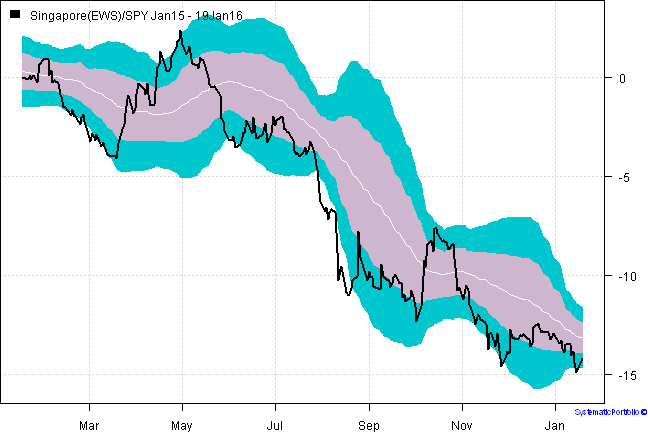 Singapore(EWS)/SPY Jan15 - 19Jan16
0
-5
-10
-15
Mar May Jul Sep Nov Jan
SystematicPortfolio ©